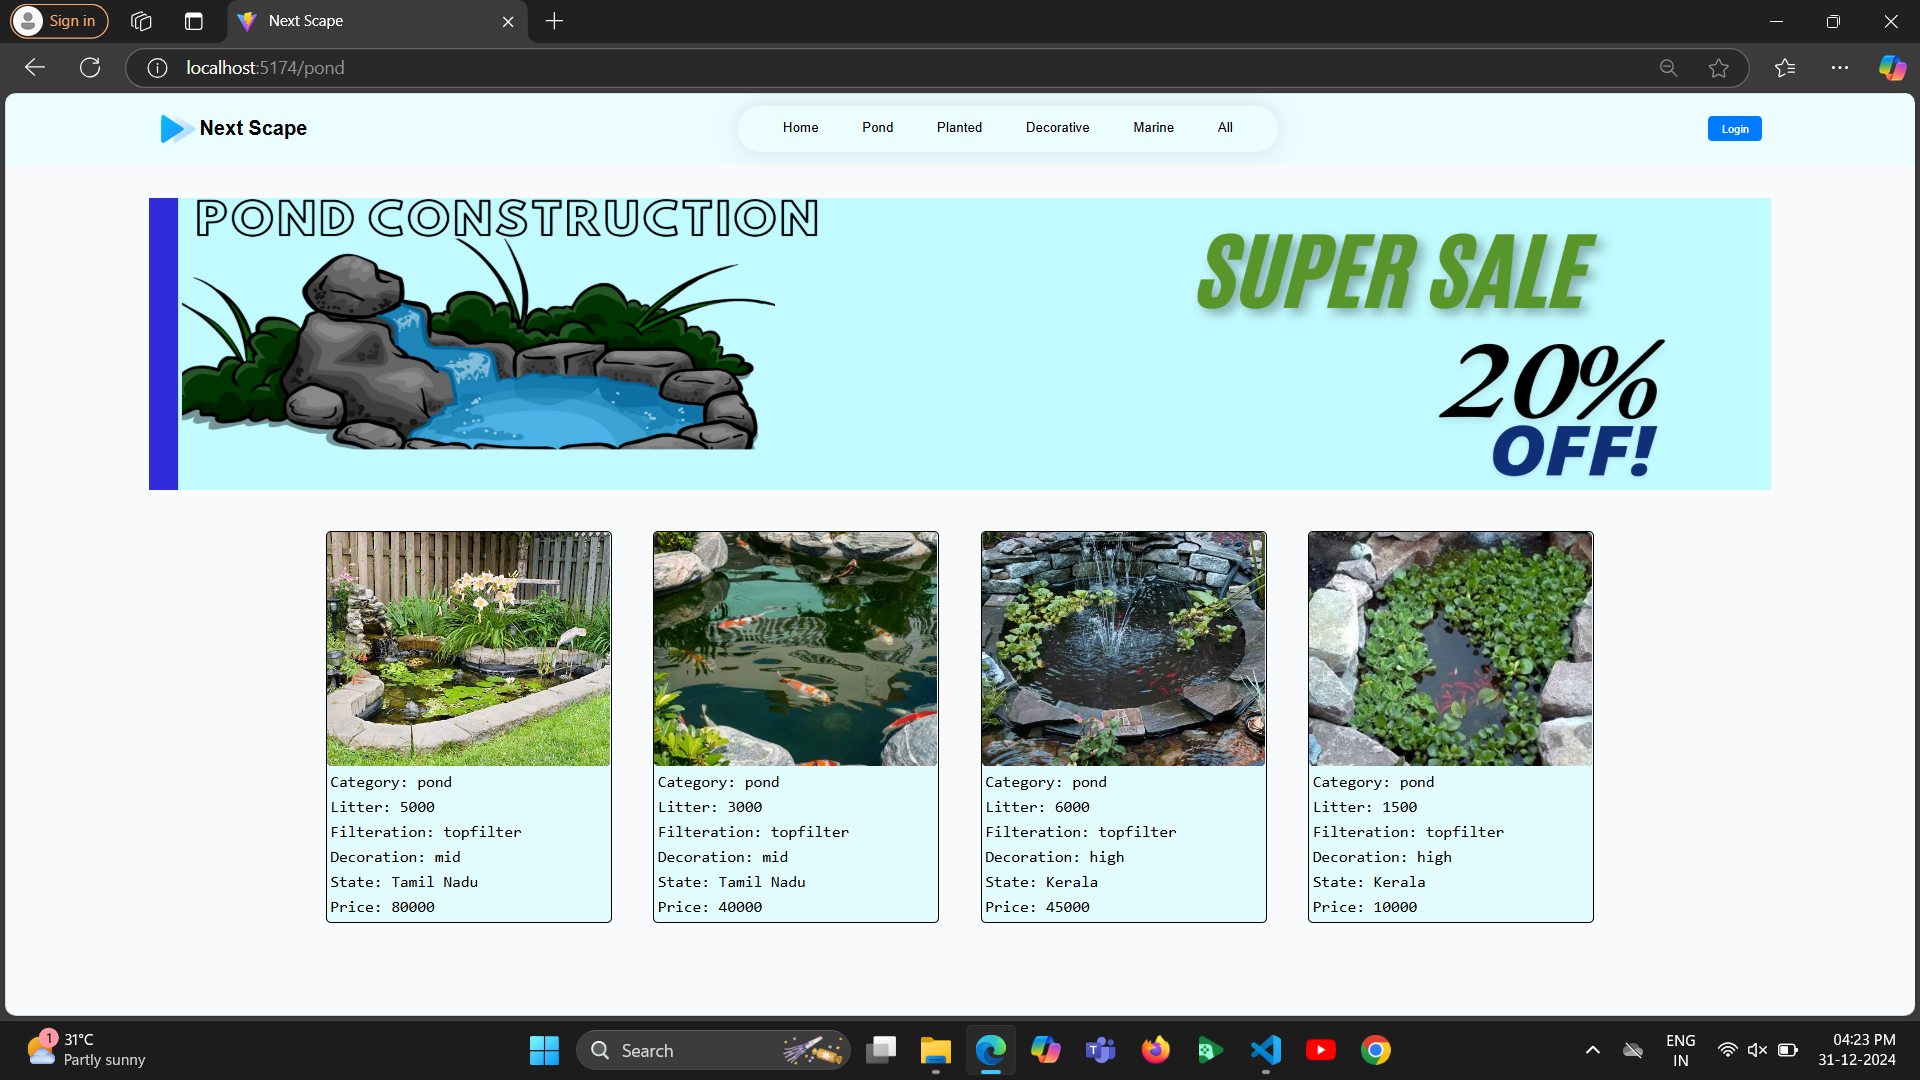 Sign in
Next Scape
localhost:5174/pond
Next Scape
Home
Pond
Planted
Decorative
Marine
All
Login
POND CONSTRUCTION
SUPER SALE
20%
OFF!
Category: pond
Litter: 5000
Filteration: topfilter
Decoration: mid
State: Tamil Nadu
Price: 80000
Category: pond
Litter: 3000
Filteration: topfilter
Decoration: mid
State: Tamil Nadu
Price: 40000
Category: pond
Litter: 6000
Filteration: topfilter
Decoration: high
State: Kerala
Price: 45000
Category: pond
Litter: 1500
Filteration: topfilter
Decoration: high
State: Kerala
Price: 10000
1
31°C
Partly sunny
Search
ENG
IN
04:23 PM
31-12-2024